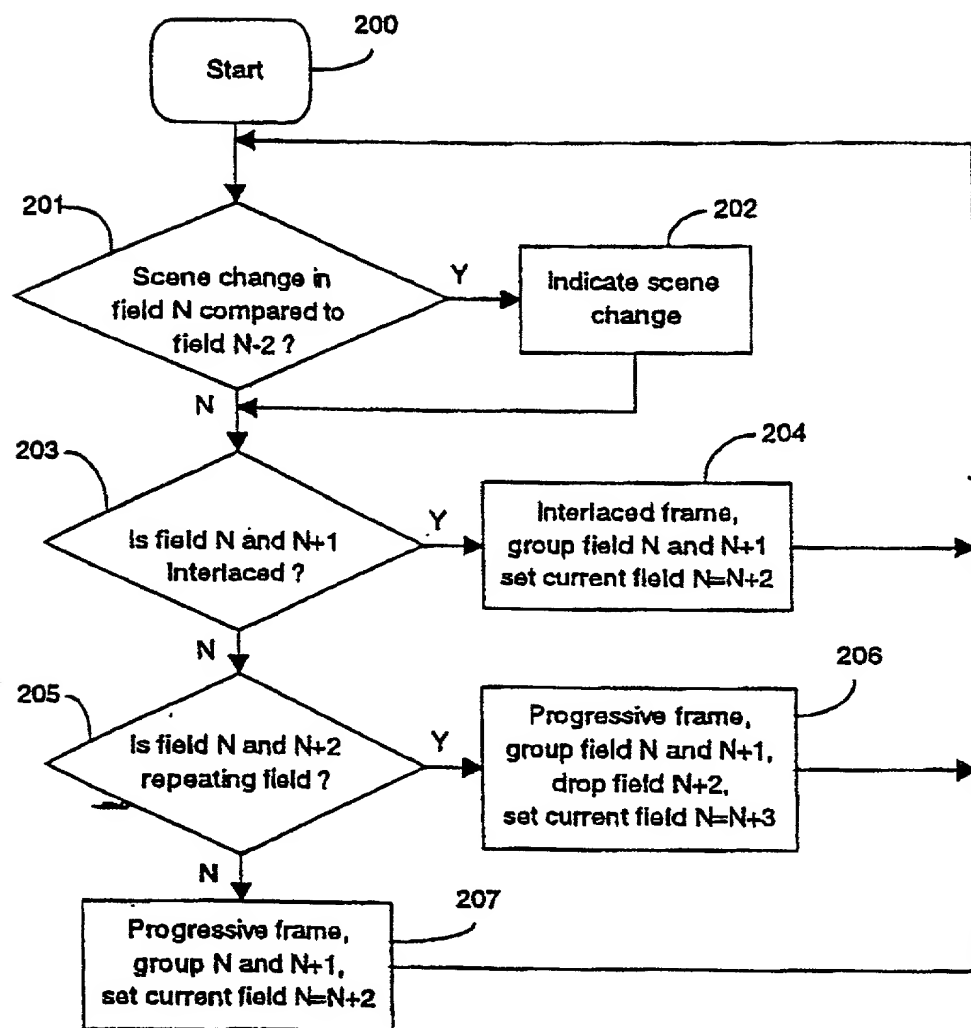 200
Start
201
Scene change in
field N compared to
field N-2 ?
Y
202
Indicate scene
change
N
203
Is field N and N+1
Interlaced ?
Y
204
Interlaced frame,
group field N and N+1
set current field N=N+2
N
205
Is field N and N+2
repeating field ?
Y
206
Progressive frame,
group field N and N+1,
drop field N+2,
set current field N=N+3
N
207
Progressive frame,
group N and N+1,
set current field N=N+2